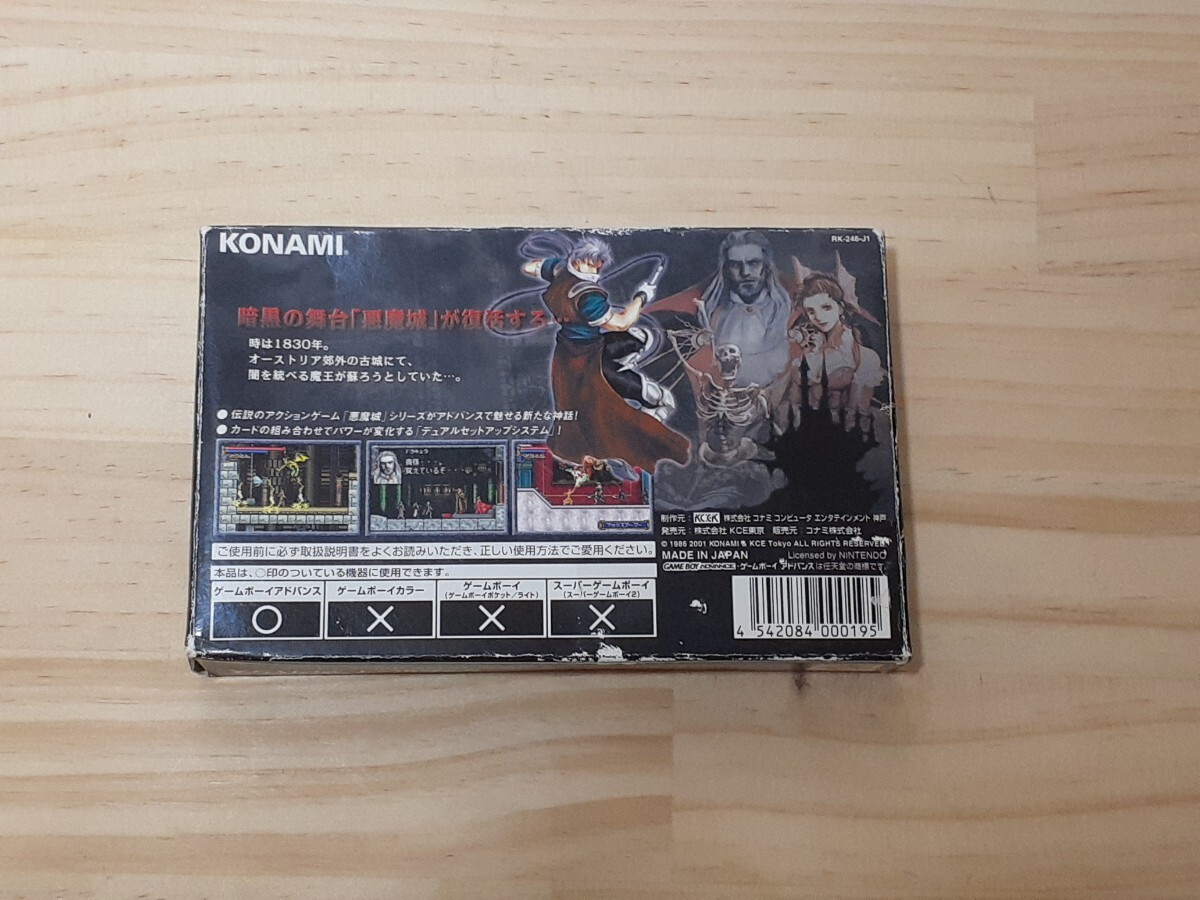 KONAMI
RK-246-J1
暗黒の舞台「悪魔城」が復活する…
時は1830年。
オーストリア郊外の古城にて、
闇を統べる魔王が蘇ろうとしていた…。
●伝説のアクションゲーム「悪魔城」シリーズがアドバンスで魅せる新たな神話!
●カードの組み合わせでパワーが変化する「デュアルセットアップシステム」!
ドラキュラ
覚えているぞ・・・
制作元: 株式会社 コナミ コンピュータ エンタテインメント 神戸
発売元: 株式会社 KCE東京 販売元: コナミ株式会社
© 1986 2001 KONAMI & KCE Tokyo ALL RIGHTS RESERVED.
MADE IN JAPAN Licensed by NINTENDO
GAME BOY ADVANCE・ゲームボーイ アドバンスは任天堂の商標です。
ご使用前に必ず取扱説明書をよくお読みいただき、正しい使用方法でご愛用ください。
本品は、○印のついている機器に使用できます。
ゲームボーイアドバンス
ゲームボーイカラー
ゲームボーイ
(ゲームボーイポケット/ライト)
スーパーゲームボーイ
(スーパーゲームボーイ2)
○ × × ×
4 542084 000195